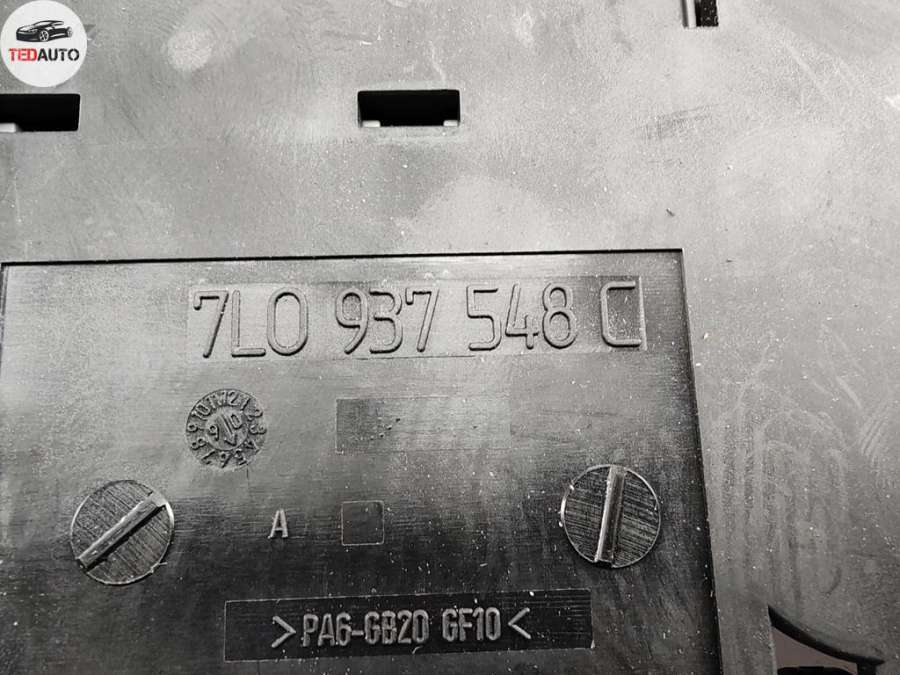 TEDAUTO
7L0 937 548 C
A
>PA6-GB20 GF10<